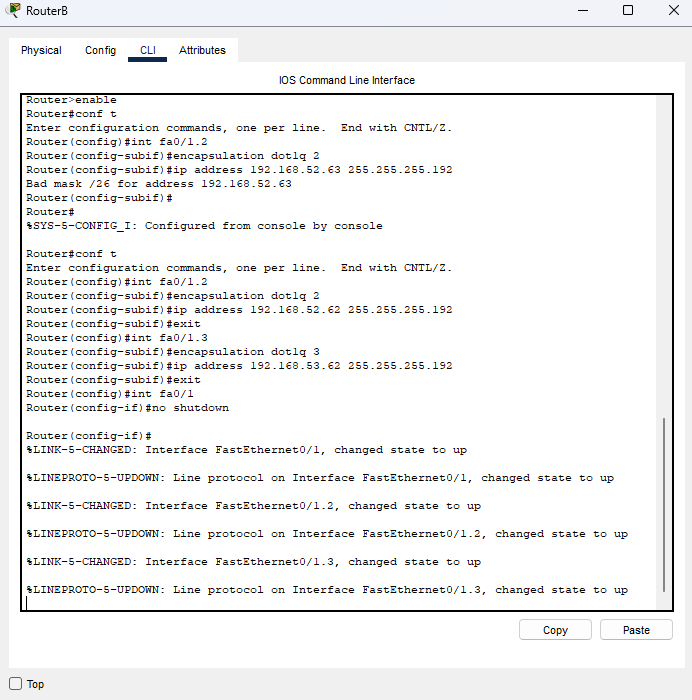 RouterB
Physical Config CLI Attributes
IOS Command Line Interface
Router>enable
Router#conf t
Enter configuration commands, one per line.  End with CNTL/Z.
Router(config)#int fa0/1.2
Router(config-subif)#encapsulation dot1q 2
Router(config-subif)#ip address 192.168.52.63 255.255.255.192
Bad mask /26 for address 192.168.52.63
Router(config-subif)#
Router#
%SYS-5-CONFIG_I: Configured from console by console
Router#conf t
Enter configuration commands, one per line.  End with CNTL/Z.
Router(config)#int fa0/1.2
Router(config-subif)#encapsulation dot1q 2
Router(config-subif)#ip address 192.168.52.62 255.255.255.192
Router(config-subif)#exit
Router(config)#int fa0/1.3
Router(config-subif)#encapsulation dot1q 3
Router(config-subif)#ip address 192.168.53.62 255.255.255.192
Router(config-subif)#exit
Router(config)#int fa0/1
Router(config-if)#no shutdown
Router(config-if)#
%LINK-5-CHANGED: Interface FastEthernet0/1, changed state to up
%LINEPROTO-5-UPDOWN: Line protocol on Interface FastEthernet0/1, changed state to up
%LINK-5-CHANGED: Interface FastEthernet0/1.2, changed state to up
%LINEPROTO-5-UPDOWN: Line protocol on Interface FastEthernet0/1.2, changed state to up
%LINK-5-CHANGED: Interface FastEthernet0/1.3, changed state to up
%LINEPROTO-5-UPDOWN: Line protocol on Interface FastEthernet0/1.3, changed state to up
Copy Paste
Top